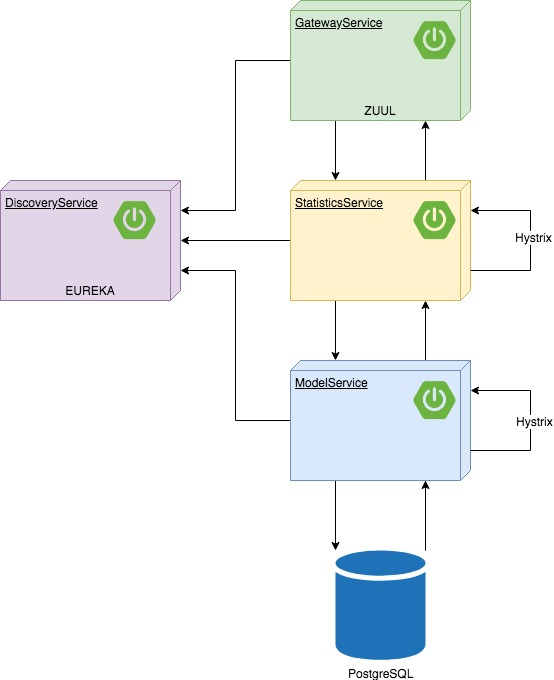 GatewayService
ZUUL
DiscoveryService
EUREKA
StatisticsService
Hystrix
ModelService
Hystrix
PostgreSQL